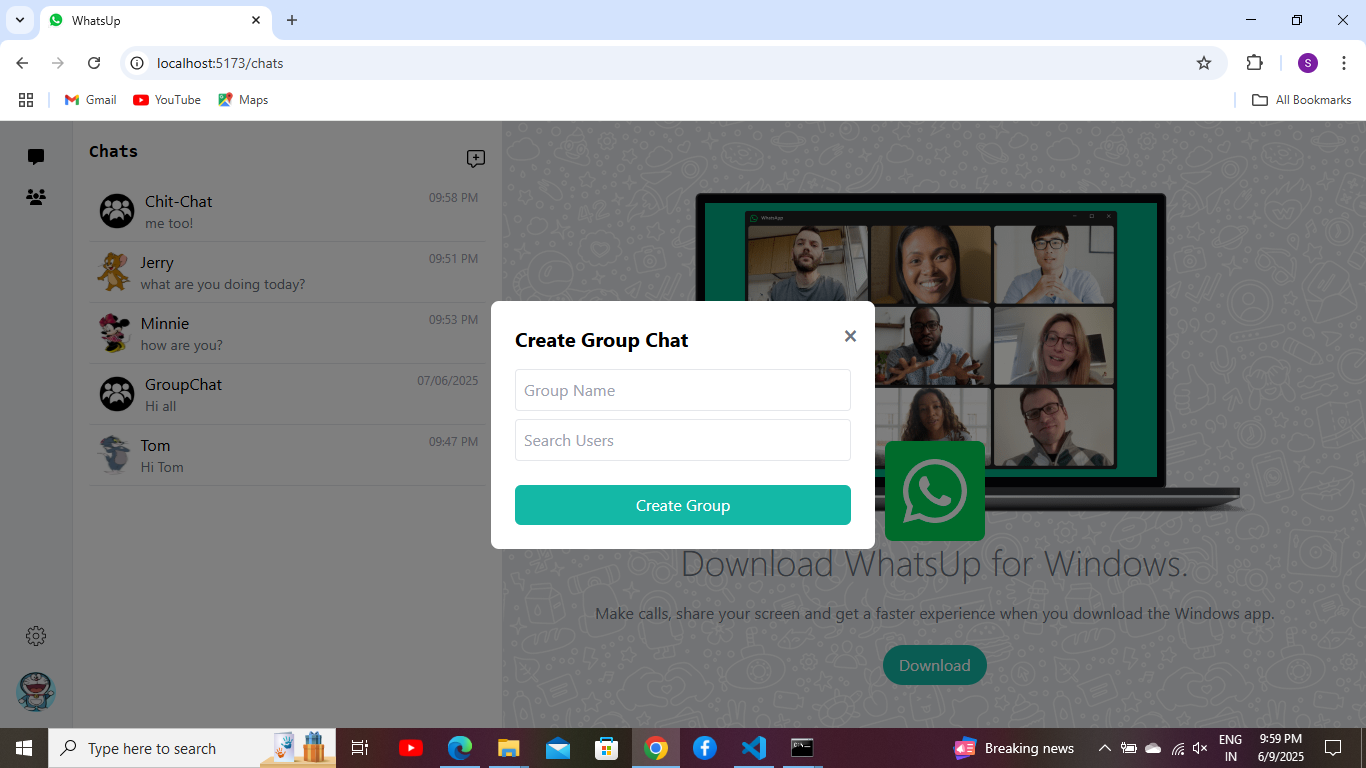 WhatsUp
localhost:5173/chats
Gmail
YouTube
Maps
All Bookmarks
S
Chats
Chit-Chat
09:58 PM
me too!
Jerry
09:51 PM
what are you doing today?
Minnie
09:53 PM
how are you?
GroupChat
07/06/2025
Hi all
Tom
09:47 PM
Hi Tom
WhatsApp
Create Group Chat
Group Name
Search Users
Create Group
Download WhatsUp for Windows.
Make calls, share your screen and get a faster experience when you download the Windows app.
Download
Type here to search
Breaking news
ENG
IN
9:59 PM
6/9/2025